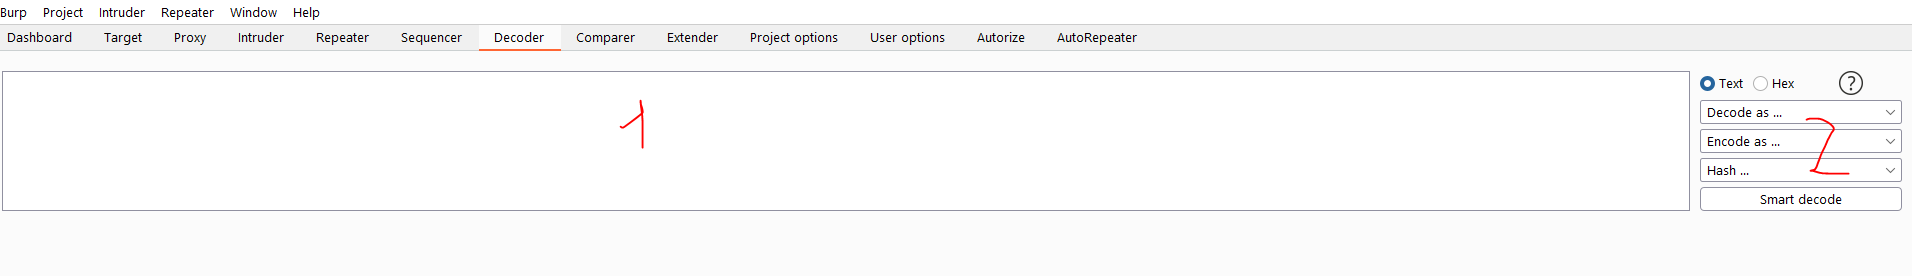 Burp Project Intruder Repeater Window Help
Dashboard Target Proxy Intruder Repeater Sequencer Decoder Comparer Extender Project options User options Autorize AutoRepeater
Text Hex ?
1
Decode as ...
2
Encode as ...
Hash ...
Smart decode